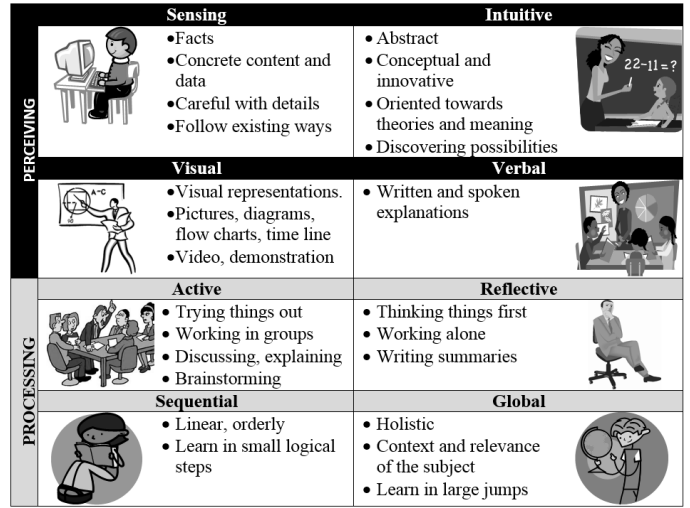 PERCEIVING
Sensing
•Facts
•Concrete content and
data
•Careful with details
•Follow existing ways
Intuitive
• Abstract
• Conceptual and
innovative
• Oriented towards
theories and meaning
• Discovering possibilities
22-11=?
Visual
A-C
•Visual representations.
•Pictures, diagrams,
flow charts, time line
•Video, demonstration
Verbal
• Written and spoken
explanations
PROCESSING
Active
• Trying things out
• Working in groups
• Discussing, explaining
• Brainstorming
Reflective
• Thinking things first
• Working alone
• Writing summaries
Sequential
• Linear, orderly
• Learn in small logical
steps
Global
• Holistic
• Context and relevance
of the subject
• Learn in large jumps